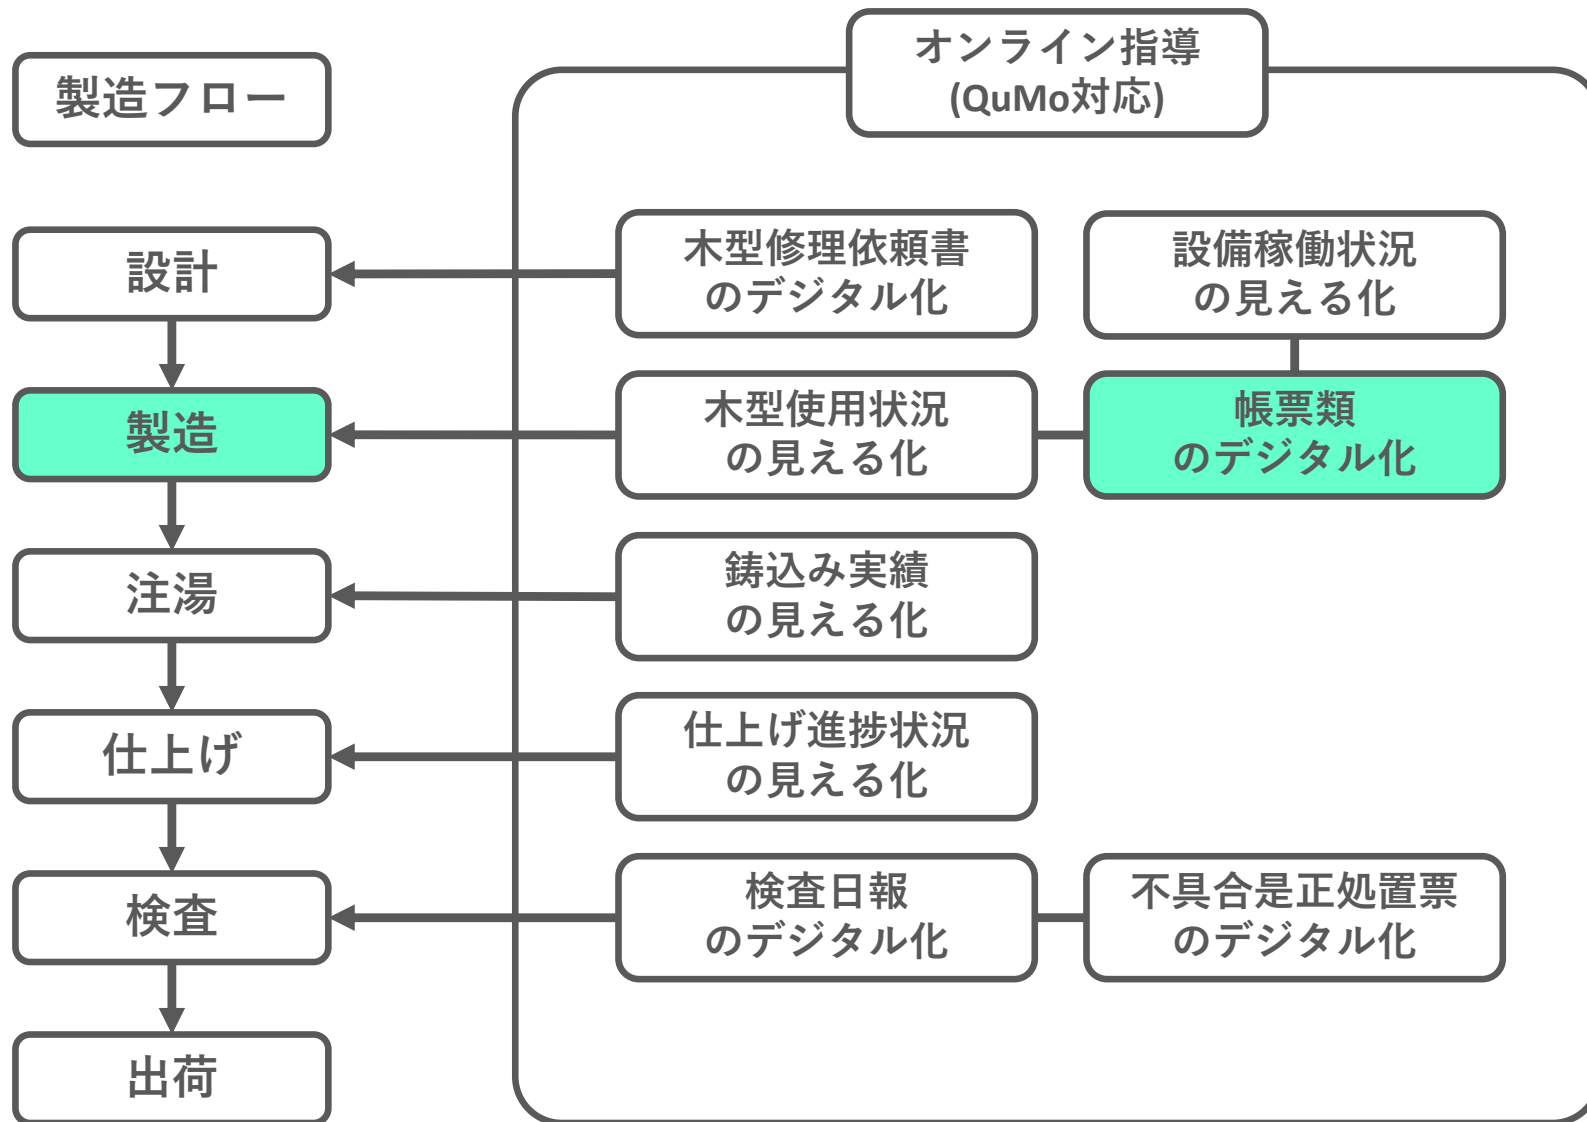 製造フロー
オンライン指導
(QuMo対応)
設計
木型修理依頼書
のデジタル化
設備稼働状況
の見える化
製造
木型使用状況
の見える化
帳票類
のデジタル化
注湯
鋳込み実績
の見える化
仕上げ
仕上げ進捗状況
の見える化
検査
検査日報
のデジタル化
不具合是正処置票
のデジタル化
出荷